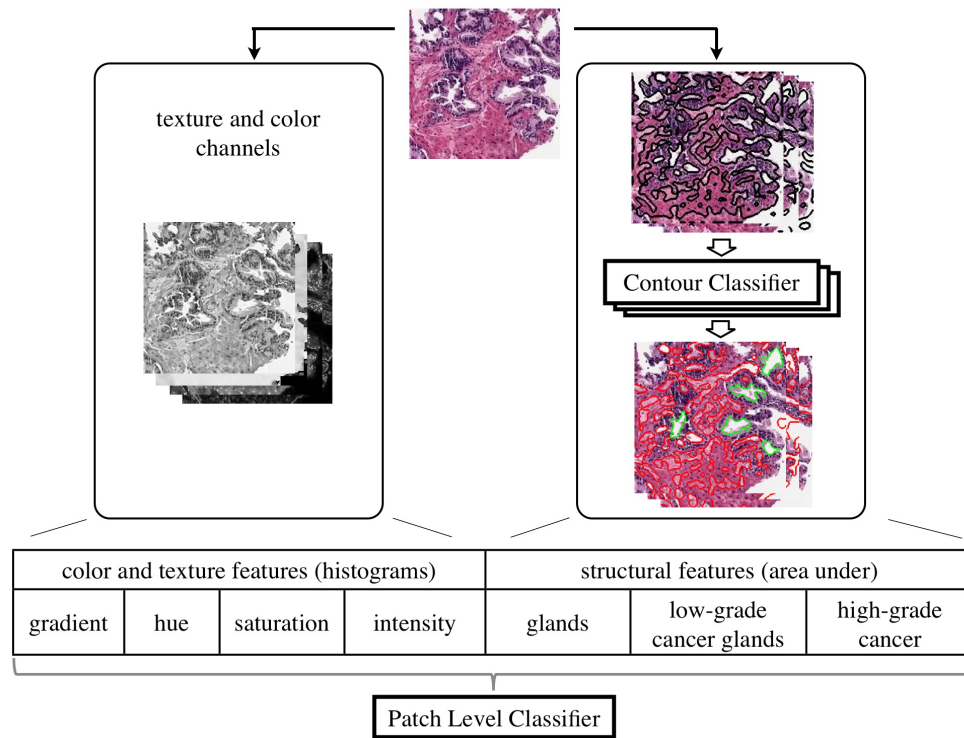 texture and color
channels
Contour Classifier
color and texture features (histograms)
structural features (area under)
gradient
hue
saturation
intensity
glands
low-grade
cancer glands
high-grade
cancer
Patch Level Classifier